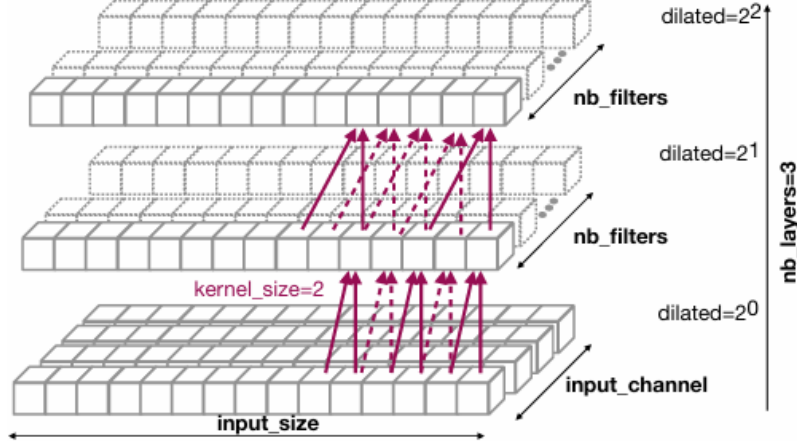 dilated=2²
nb_filters
dilated=2¹
nb_filters
nb_layers=3
kernel_size=2
dilated=2⁰
input_channel
input_size